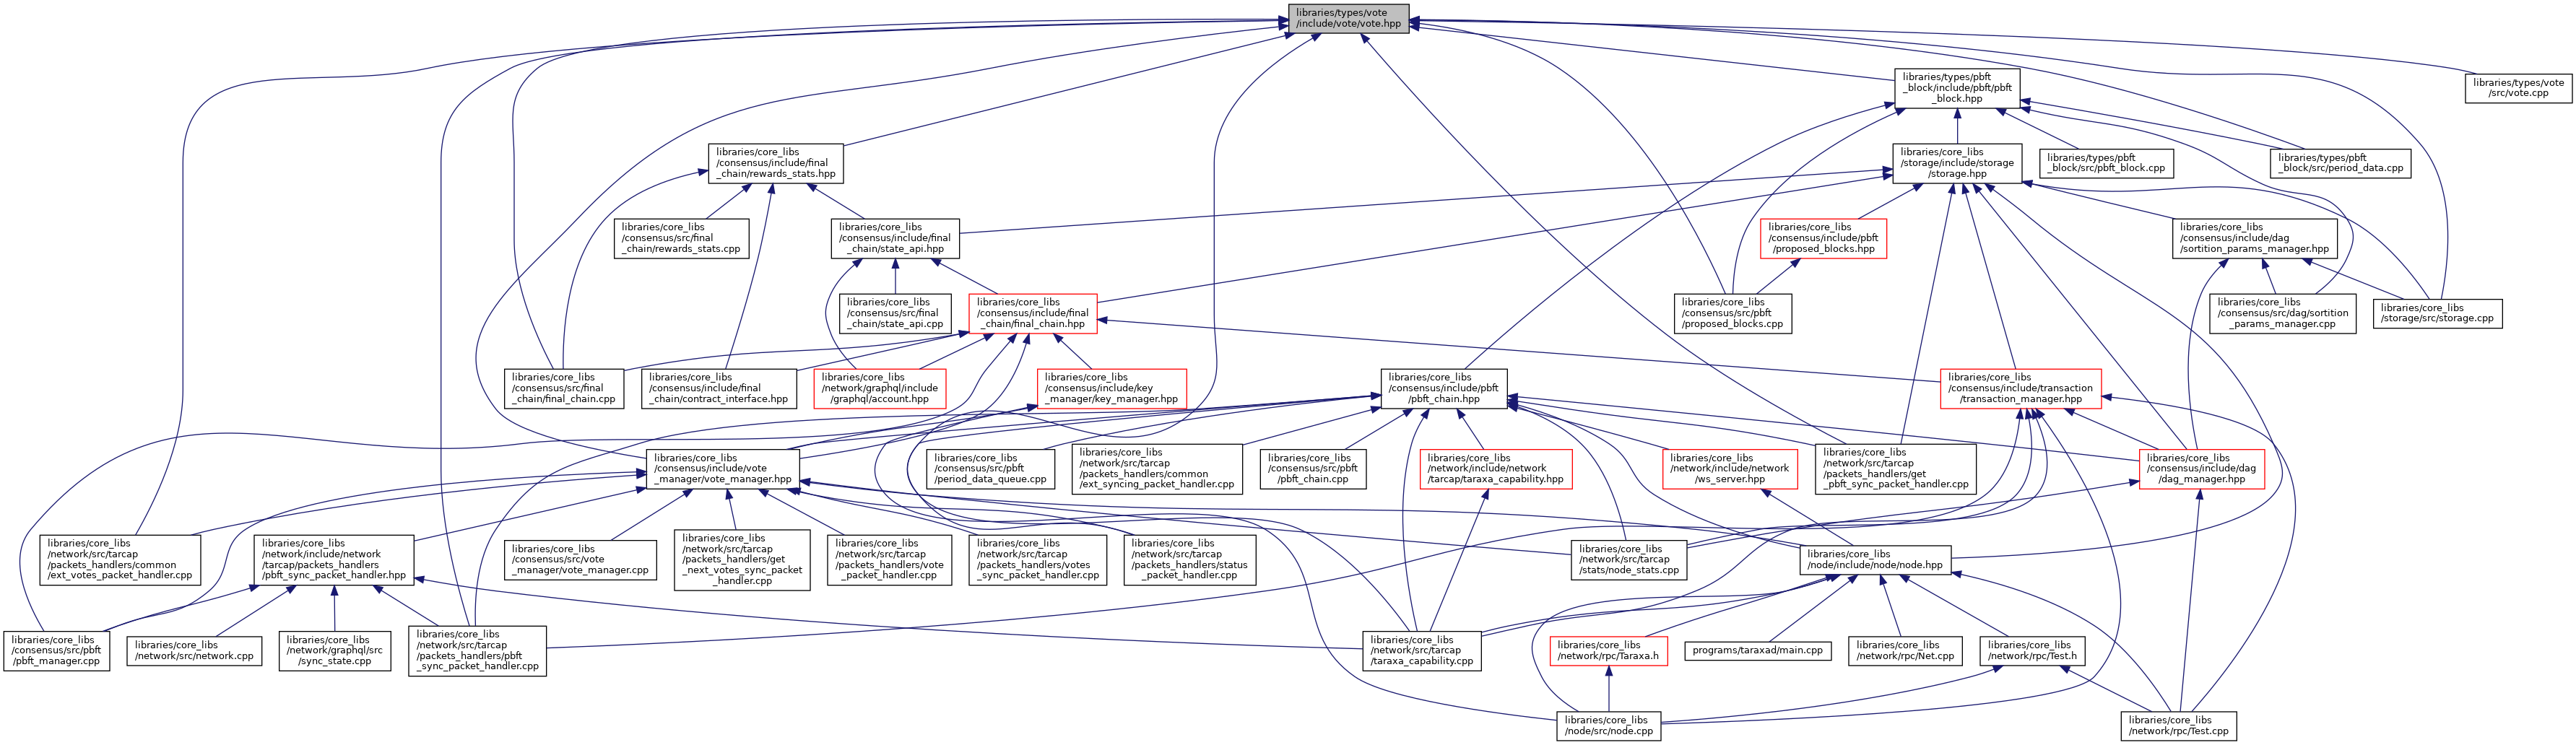 libraries/types/vote
/include/vote/vote.hpp
libraries/types/pbft
_block/include/pbft/pbft
_block.hpp
libraries/types/vote
/src/vote.cpp
libraries/core_libs
/consensus/include/final
_chain/rewards_stats.hpp
libraries/core_libs
/storage/include/storage
/storage.hpp
libraries/types/pbft
_block/src/pbft_block.cpp
libraries/types/pbft
_block/src/period_data.cpp
libraries/core_libs
/consensus/src/final
_chain/rewards_stats.cpp
libraries/core_libs
/consensus/include/final
_chain/state_api.hpp
libraries/core_libs
/consensus/include/pbft
/proposed_blocks.hpp
libraries/core_libs
/consensus/include/dag
/sortition_params_manager.hpp
libraries/core_libs
/consensus/src/final
_chain/state_api.cpp
libraries/core_libs
/consensus/include/final
_chain/final_chain.hpp
libraries/core_libs
/consensus/src/pbft
/proposed_blocks.cpp
libraries/core_libs
/consensus/src/dag/sortition
_params_manager.cpp
libraries/core_libs
/storage/src/storage.cpp
libraries/core_libs
/consensus/src/final
_chain/final_chain.cpp
libraries/core_libs
/consensus/include/final
_chain/contract_interface.hpp
libraries/core_libs
/network/graphql/include
/graphql/account.hpp
libraries/core_libs
/consensus/include/key
_manager/key_manager.hpp
libraries/core_libs
/consensus/include/pbft
/pbft_chain.hpp
libraries/core_libs
/consensus/include/transaction
/transaction_manager.hpp
libraries/core_libs
/consensus/include/vote
_manager/vote_manager.hpp
libraries/core_libs
/consensus/src/pbft
/period_data_queue.cpp
libraries/core_libs
/network/src/tarcap
/packets_handlers/common
/ext_syncing_packet_handler.cpp
libraries/core_libs
/consensus/src/pbft
/pbft_chain.cpp
libraries/core_libs
/network/include/network
/tarcap/taraxa_capability.hpp
libraries/core_libs
/network/include/network
/ws_server.hpp
libraries/core_libs
/network/src/tarcap
/packets_handlers/get
_pbft_sync_packet_handler.cpp
libraries/core_libs
/consensus/include/dag
/dag_manager.hpp
libraries/core_libs
/network/src/tarcap
/packets_handlers/common
/ext_votes_packet_handler.cpp
libraries/core_libs
/network/include/network
/tarcap/packets_handlers
/pbft_sync_packet_handler.hpp
libraries/core_libs
/consensus/src/vote
_manager/vote_manager.cpp
libraries/core_libs
/network/src/tarcap
/packets_handlers/get
_next_votes_sync_packet
_handler.cpp
libraries/core_libs
/network/src/tarcap
/packets_handlers/vote
_packet_handler.cpp
libraries/core_libs
/network/src/tarcap
/packets_handlers/votes
_sync_packet_handler.cpp
libraries/core_libs
/network/src/tarcap
/packets_handlers/status
_packet_handler.cpp
libraries/core_libs
/network/src/tarcap
/stats/node_stats.cpp
libraries/core_libs
/node/include/node/node.hpp
libraries/core_libs
/consensus/src/pbft
/pbft_manager.cpp
libraries/core_libs
/network/src/network.cpp
libraries/core_libs
/network/graphql/src
/sync_state.cpp
libraries/core_libs
/network/src/tarcap
/packets_handlers/pbft
_sync_packet_handler.cpp
libraries/core_libs
/network/src/tarcap
/taraxa_capability.cpp
libraries/core_libs
/network/rpc/Taraxa.h
programs/taraxad/main.cpp
libraries/core_libs
/network/rpc/Net.cpp
libraries/core_libs
/network/rpc/Test.h
libraries/core_libs
/node/src/node.cpp
libraries/core_libs
/network/rpc/Test.cpp